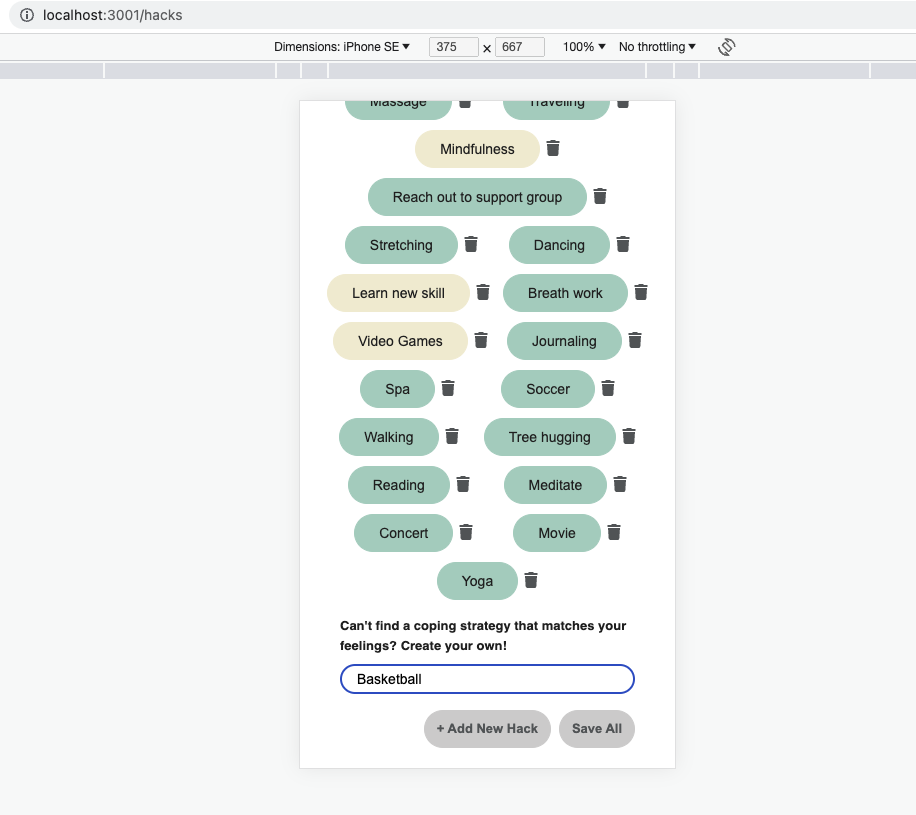 localhost:3001/hacks
Dimensions: iPhone SE ▼ 375 × 667 100% ▼ No throttling ▼
Massage Traveling
Mindfulness
Reach out to support group
Stretching Dancing
Learn new skill Breath work
Video Games Journaling
Spa Soccer
Walking Tree hugging
Reading Meditate
Concert Movie
Yoga
Can't find a coping strategy that matches your
feelings? Create your own!
Basketball
+ Add New Hack Save All